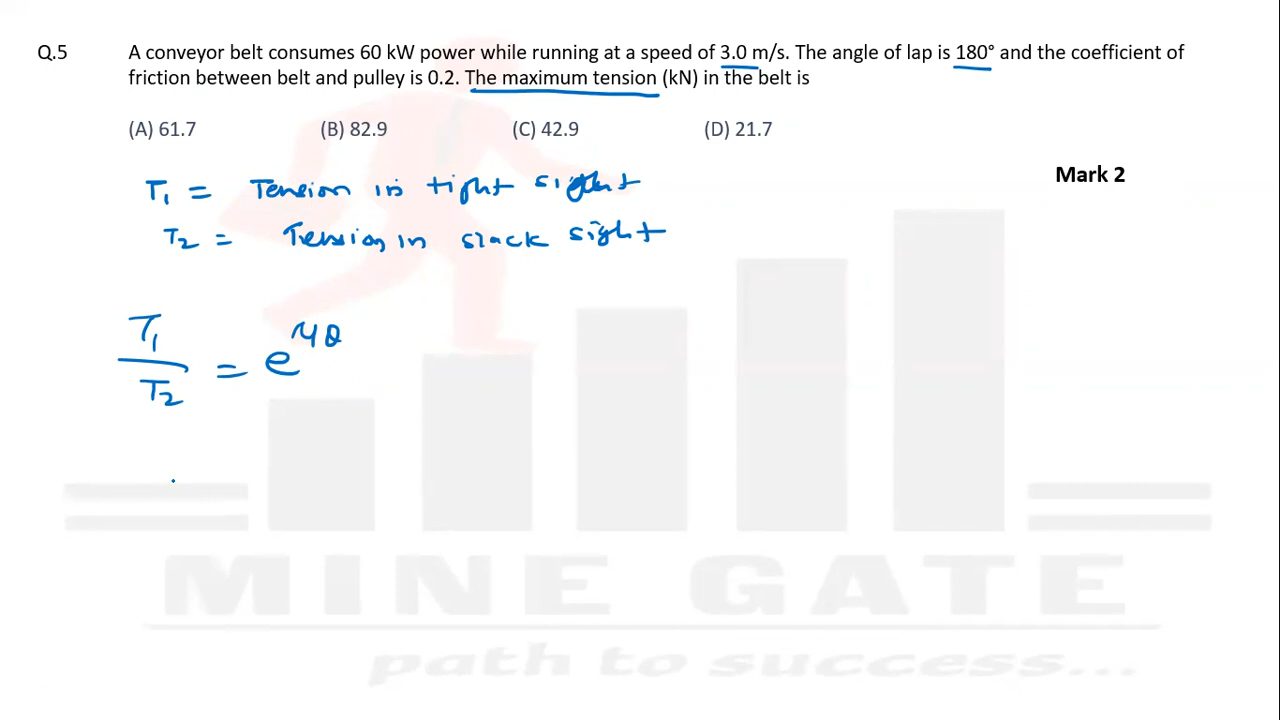 Q.5 A conveyor belt consumes 60 kW power while running at a speed of 3.0 m/s. The angle of lap is 180° and the coefficient of
friction between belt and pulley is 0.2. The maximum tension (kN) in the belt is
(A) 61.7 (B) 82.9 (C) 42.9 (D) 21.7
Mark 2
T₁ = Tension in tight sight
T₂ = Tension in slack sight
T₁/T₂ = e^μθ
MINE GATE
path to success...